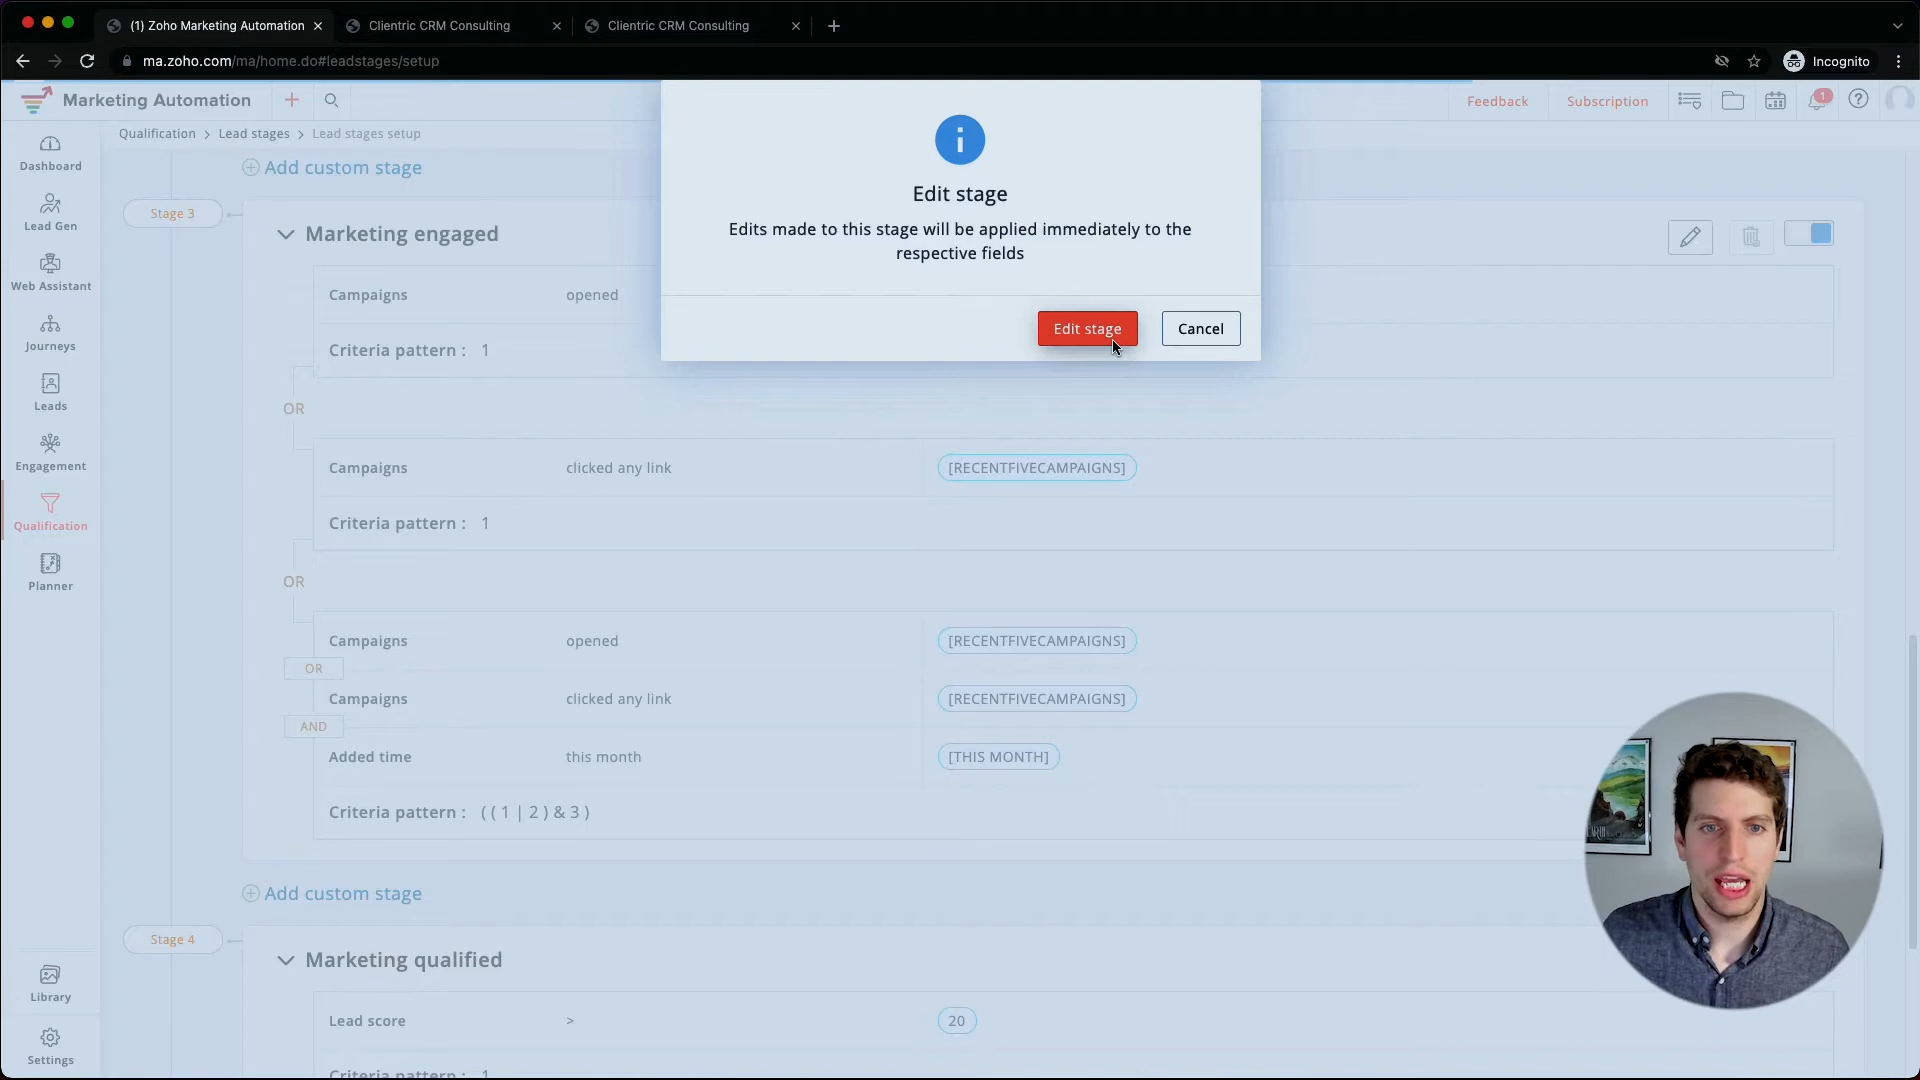 (1) Zoho Marketing Automation
Clientric CRM Consulting
Clientric CRM Consulting
ma.zoho.com/ma/home.do#leadstages/setup
Incognito
Marketing Automation
Feedback
Subscription
1
Qualification > Lead stages > Lead stages setup
Dashboard
Lead Gen
Web Assistant
Journeys
Leads
Engagement
Qualification
Planner
Library
Settings
Edit stage
Edits made to this stage will be applied immediately to the
respective fields
Edit stage
Cancel
Add custom stage
Stage 3
Marketing engaged
Campaigns opened
Criteria pattern : 1
OR
Campaigns clicked any link [RECENTFIVECAMPAIGNS]
Criteria pattern : 1
OR
Campaigns opened [RECENTFIVECAMPAIGNS]
OR
Campaigns clicked any link [RECENTFIVECAMPAIGNS]
AND
Added time this month [THIS MONTH]
Criteria pattern : ( ( 1 | 2 ) & 3 )
Add custom stage
Stage 4
Marketing qualified
Lead score > 20
Criteria pattern : 1